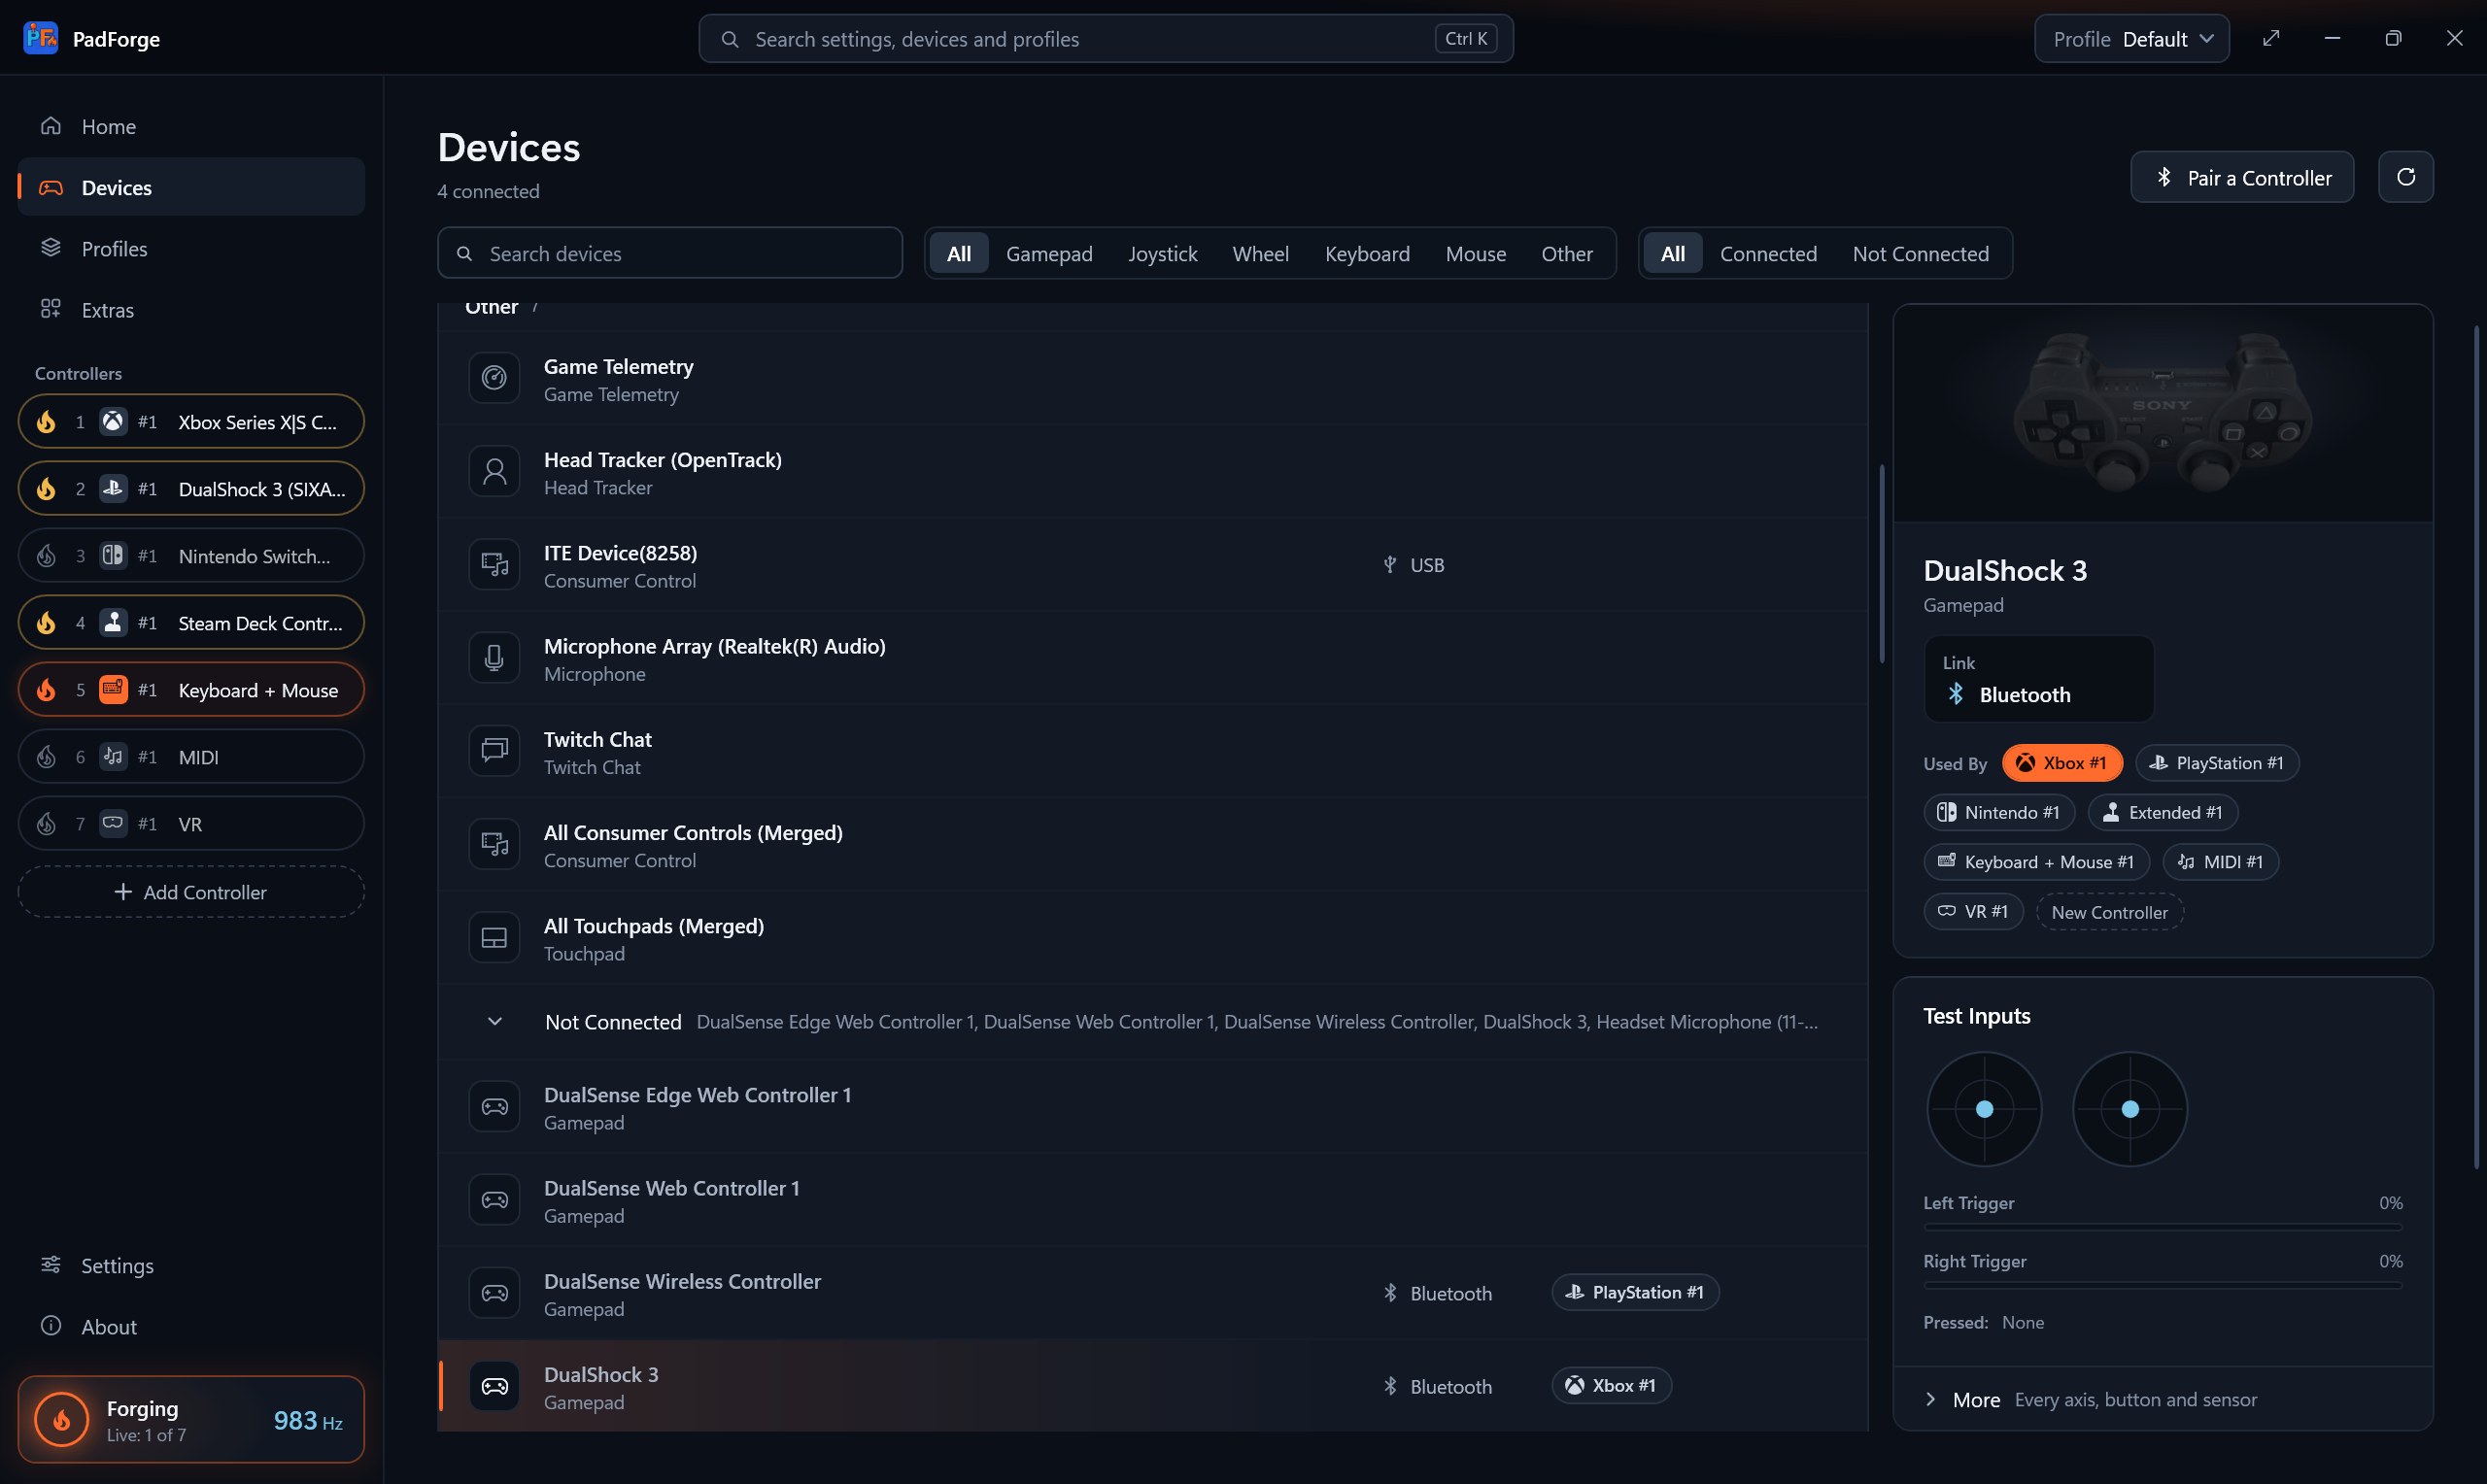 PadForge
Search settings, devices and profiles
Ctrl K
Profile Default
Home
Devices
Profiles
Extras
Controllers
1 #1 Xbox Series X|S C...
2 #1 DualShock 3 (SIXA...
3 #1 Nintendo Switch...
4 #1 Steam Deck Contr...
5 #1 Keyboard + Mouse
6 #1 MIDI
7 #1 VR
Add Controller
Settings
About
Forging
Live: 1 of 7
983 Hz
Devices
4 connected
Pair a Controller
Search devices
All Gamepad Joystick Wheel Keyboard Mouse Other
All Connected Not Connected
Other 7
Game Telemetry
Game Telemetry
Head Tracker (OpenTrack)
Head Tracker
ITE Device(8258)
Consumer Control
USB
Microphone Array (Realtek(R) Audio)
Microphone
Twitch Chat
Twitch Chat
All Consumer Controls (Merged)
Consumer Control
All Touchpads (Merged)
Touchpad
Not Connected DualSense Edge Web Controller 1, DualSense Web Controller 1, DualSense Wireless Controller, DualShock 3, Headset Microphone (11-...
DualSense Edge Web Controller 1
Gamepad
DualSense Web Controller 1
Gamepad
DualSense Wireless Controller
Gamepad
Bluetooth
PlayStation #1
DualShock 3
Gamepad
Bluetooth
Xbox #1
SONY
SELECT START
DualShock 3
Gamepad
Link
Bluetooth
Used By Xbox #1 PlayStation #1
Nintendo #1 Extended #1
Keyboard + Mouse #1 MIDI #1
VR #1 New Controller
Test Inputs
Left Trigger 0%
Right Trigger 0%
Pressed: None
More Every axis, button and sensor